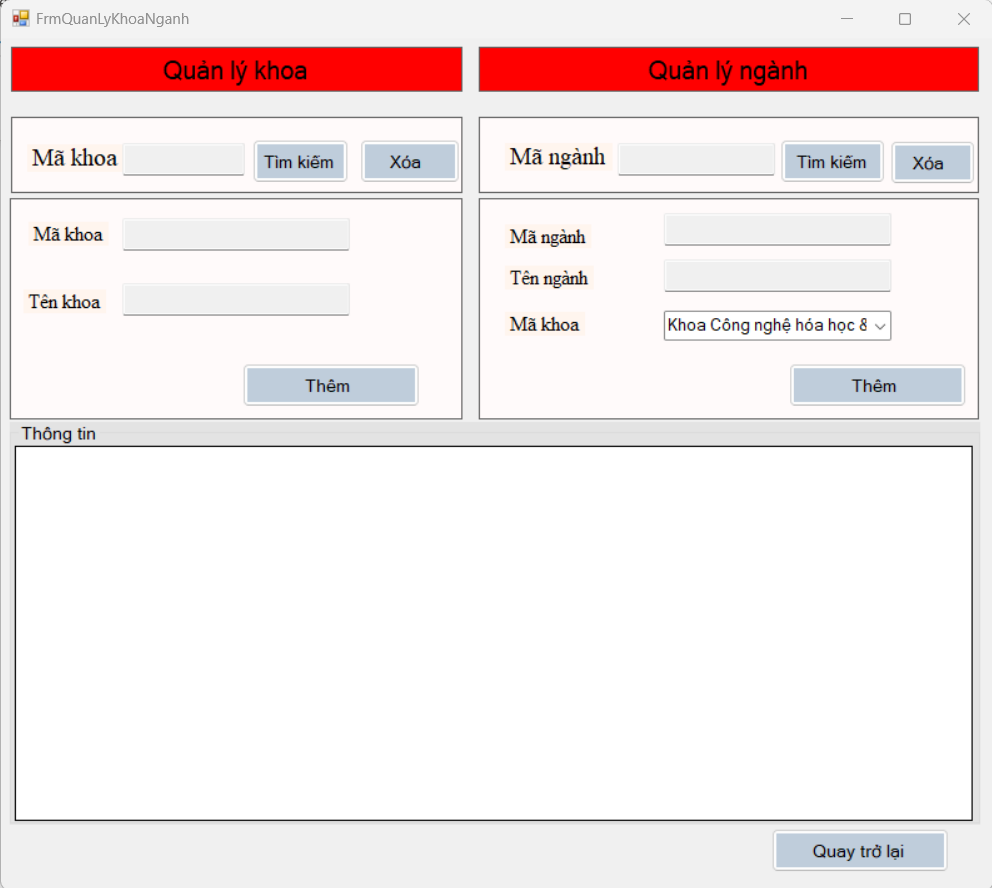 FrmQuanLyKhoaNganh
Quản lý khoa
Quản lý ngành
Mã khoa
Tìm kiếm
Xóa
Mã ngành
Tìm kiếm
Xóa
Mã khoa
Tên khoa
Thêm
Mã ngành
Tên ngành
Mã khoa
Khoa Công nghệ hóa học &
Thêm
Thông tin
Quay trở lại